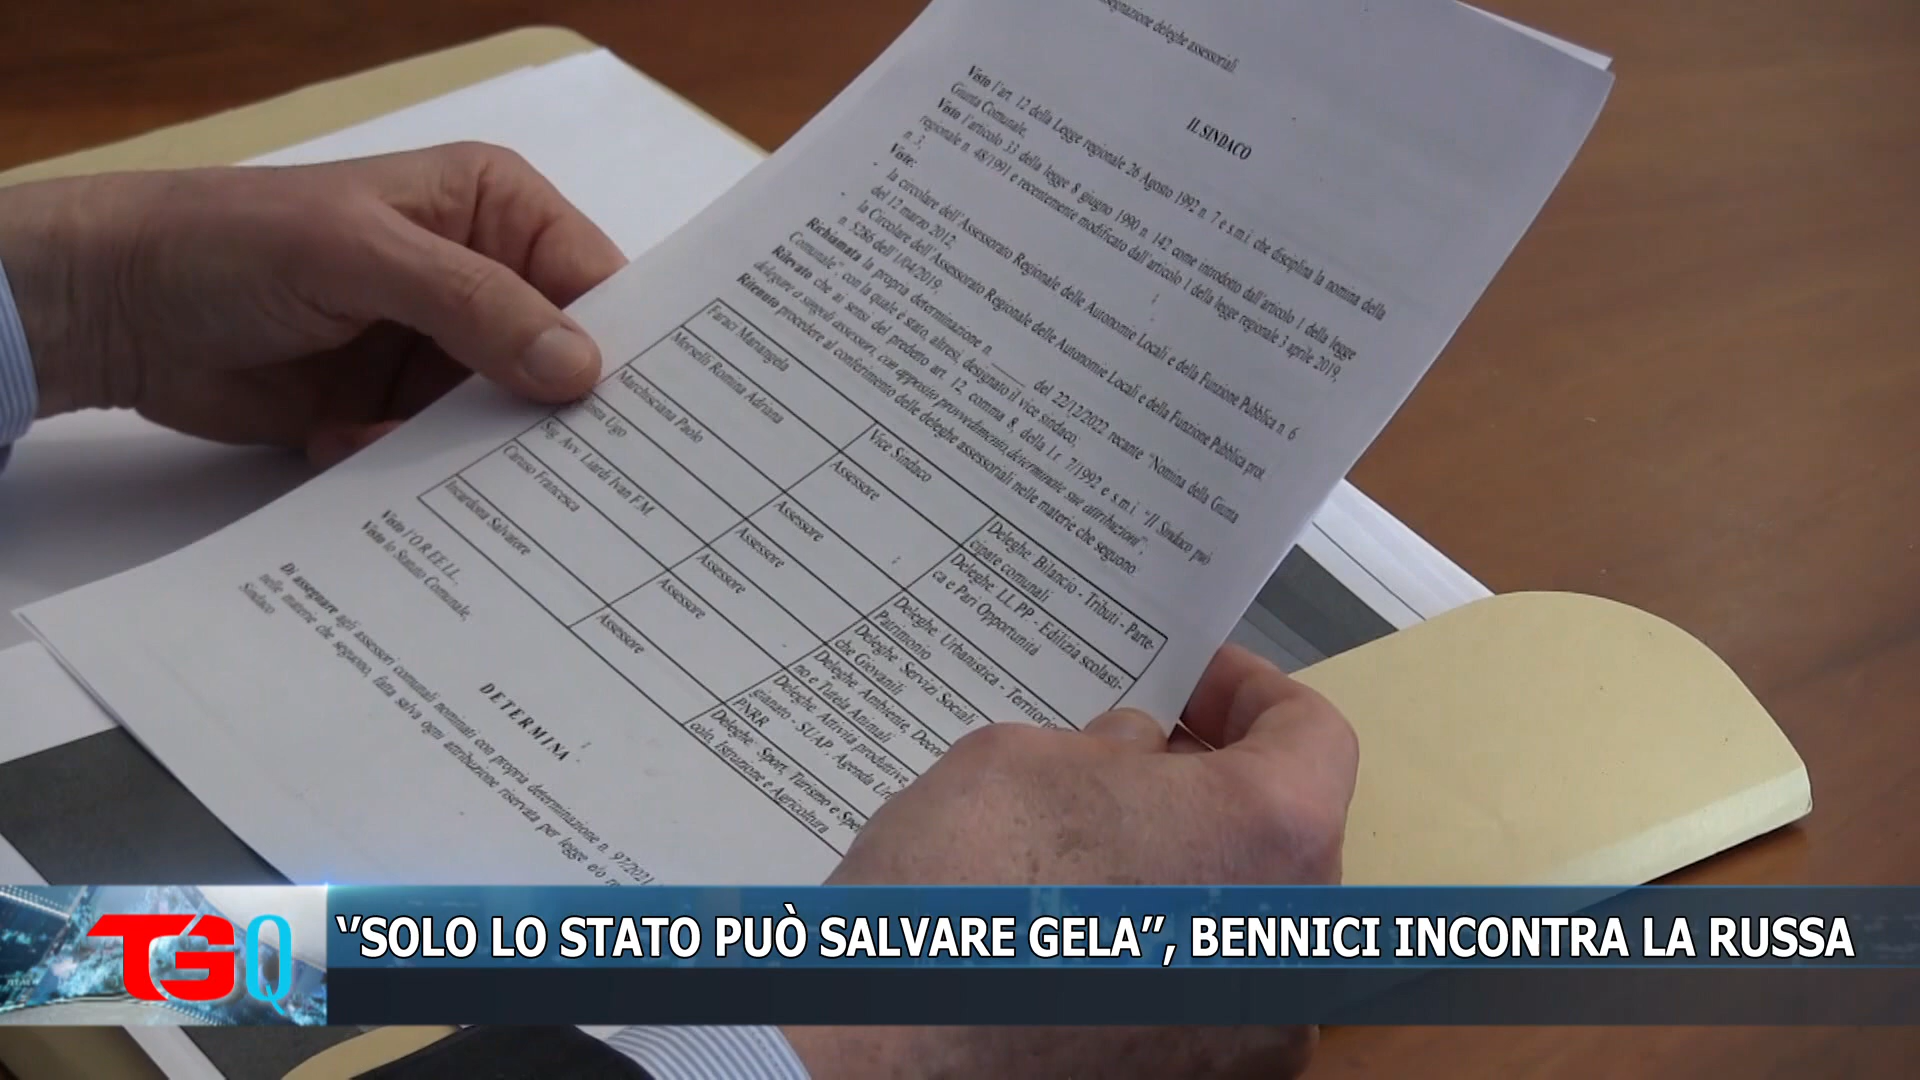 assegnazione deleghe assessoriali
IL SINDACO
Visto l'art. 12 della Legge regionale 26 Agosto 1992 n. 7 e s.m.i. che disciplina la nomina della
Giunta Comunale,
Visto l'articolo 33 della legge 8 giugno 1990 n. 142 come introdotto dall'articolo 1 della legge
regionale n. 48/1991 e recentemente modificato dall'articolo 1 della legge regionale 3 aprile 2019,
n. 3,
Viste:
- la circolare dell'Assessorato Regionale delle Autonomie Locali e della Funzione Pubblica n. 6
del 12 marzo 2012;
- la Circolare dell'Assessorato Regionale delle Autonomie Locali e della Funzione Pubblica prot.
n. 5286 dell'1/04/2019;
Richiamata la propria determinazione n. ____ del 22/12/2022 recante "Nomina della Giunta
Comunale", con la quale è stato, altresì, designato il vice sindaco,
Rilevato che ai sensi del predetto art. 12, comma 8, della l.r. 7/1992 e s.m.i. "Il Sindaco può
delegare a singoli assessori, con apposito provvedimento, determinate sue attribuzioni",
Ritenuto procedere al conferimento delle deleghe assessoriali nelle materie che seguono:
Faraci Mariangela Vice Sindaco Deleghe: Bilancio - Tributi - Parte-
cipate comunali
Morselli Romina Adriana Assessore Deleghe: LL.PP. - Edilizia scolasti-
ca e Pari Opportunità
Marchisciana Paolo Assessore Deleghe: Urbanistica - Territorio
Patrimonio
Ugo Assessore Deleghe: Servizi Sociali
che Giovanili
Sig. Avv. Liardi Ivan F.M. Assessore Deleghe: Ambiente, Decor
no e Tutela Animali
Caruso Francesca Assessore Deleghe: Attività produttive
gianato - SUAP, Agenda Ur
PNRR
Incardona Salvatore Assessore Deleghe: Sport, Turismo e Spet
colo, Istruzione e Agricoltura
Visto l'O.R.EE.LL.,
Visto lo Statuto Comunale,
DETERMINA
Di assegnare agli assessori comunali nominati con propria determinazione n. 97/2021
nelle materie che seguono, fatta salva ogni attribuzione riservata per legge e/o
Sindaco
TGQ
"SOLO LO STATO PUÒ SALVARE GELA", BENNICI INCONTRA LA RUSSA